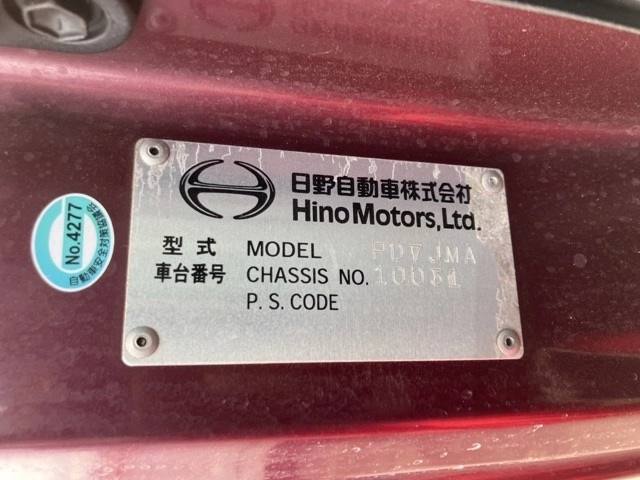 日野自動車株式会社
Hino Motors, Ltd.
型式 MODEL PD7JMA
車台番号 CHASSIS NO. 10051
P. S. CODE
No.4277